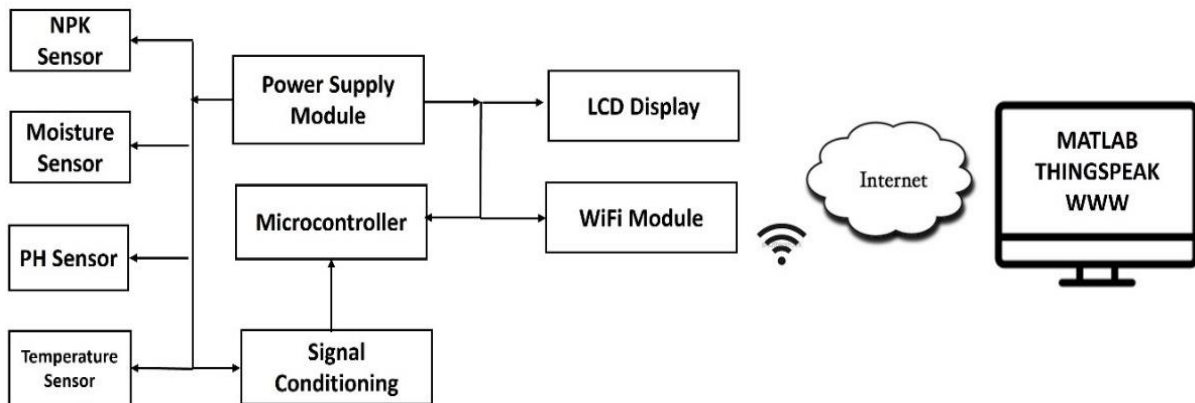 NPK
Sensor
Moisture
Sensor
PH Sensor
Temperature
Sensor
Power Supply
Module
Microcontroller
Signal
Conditioning
LCD Display
WiFi Module
Internet
MATLAB
THINGSPEAK
WWW